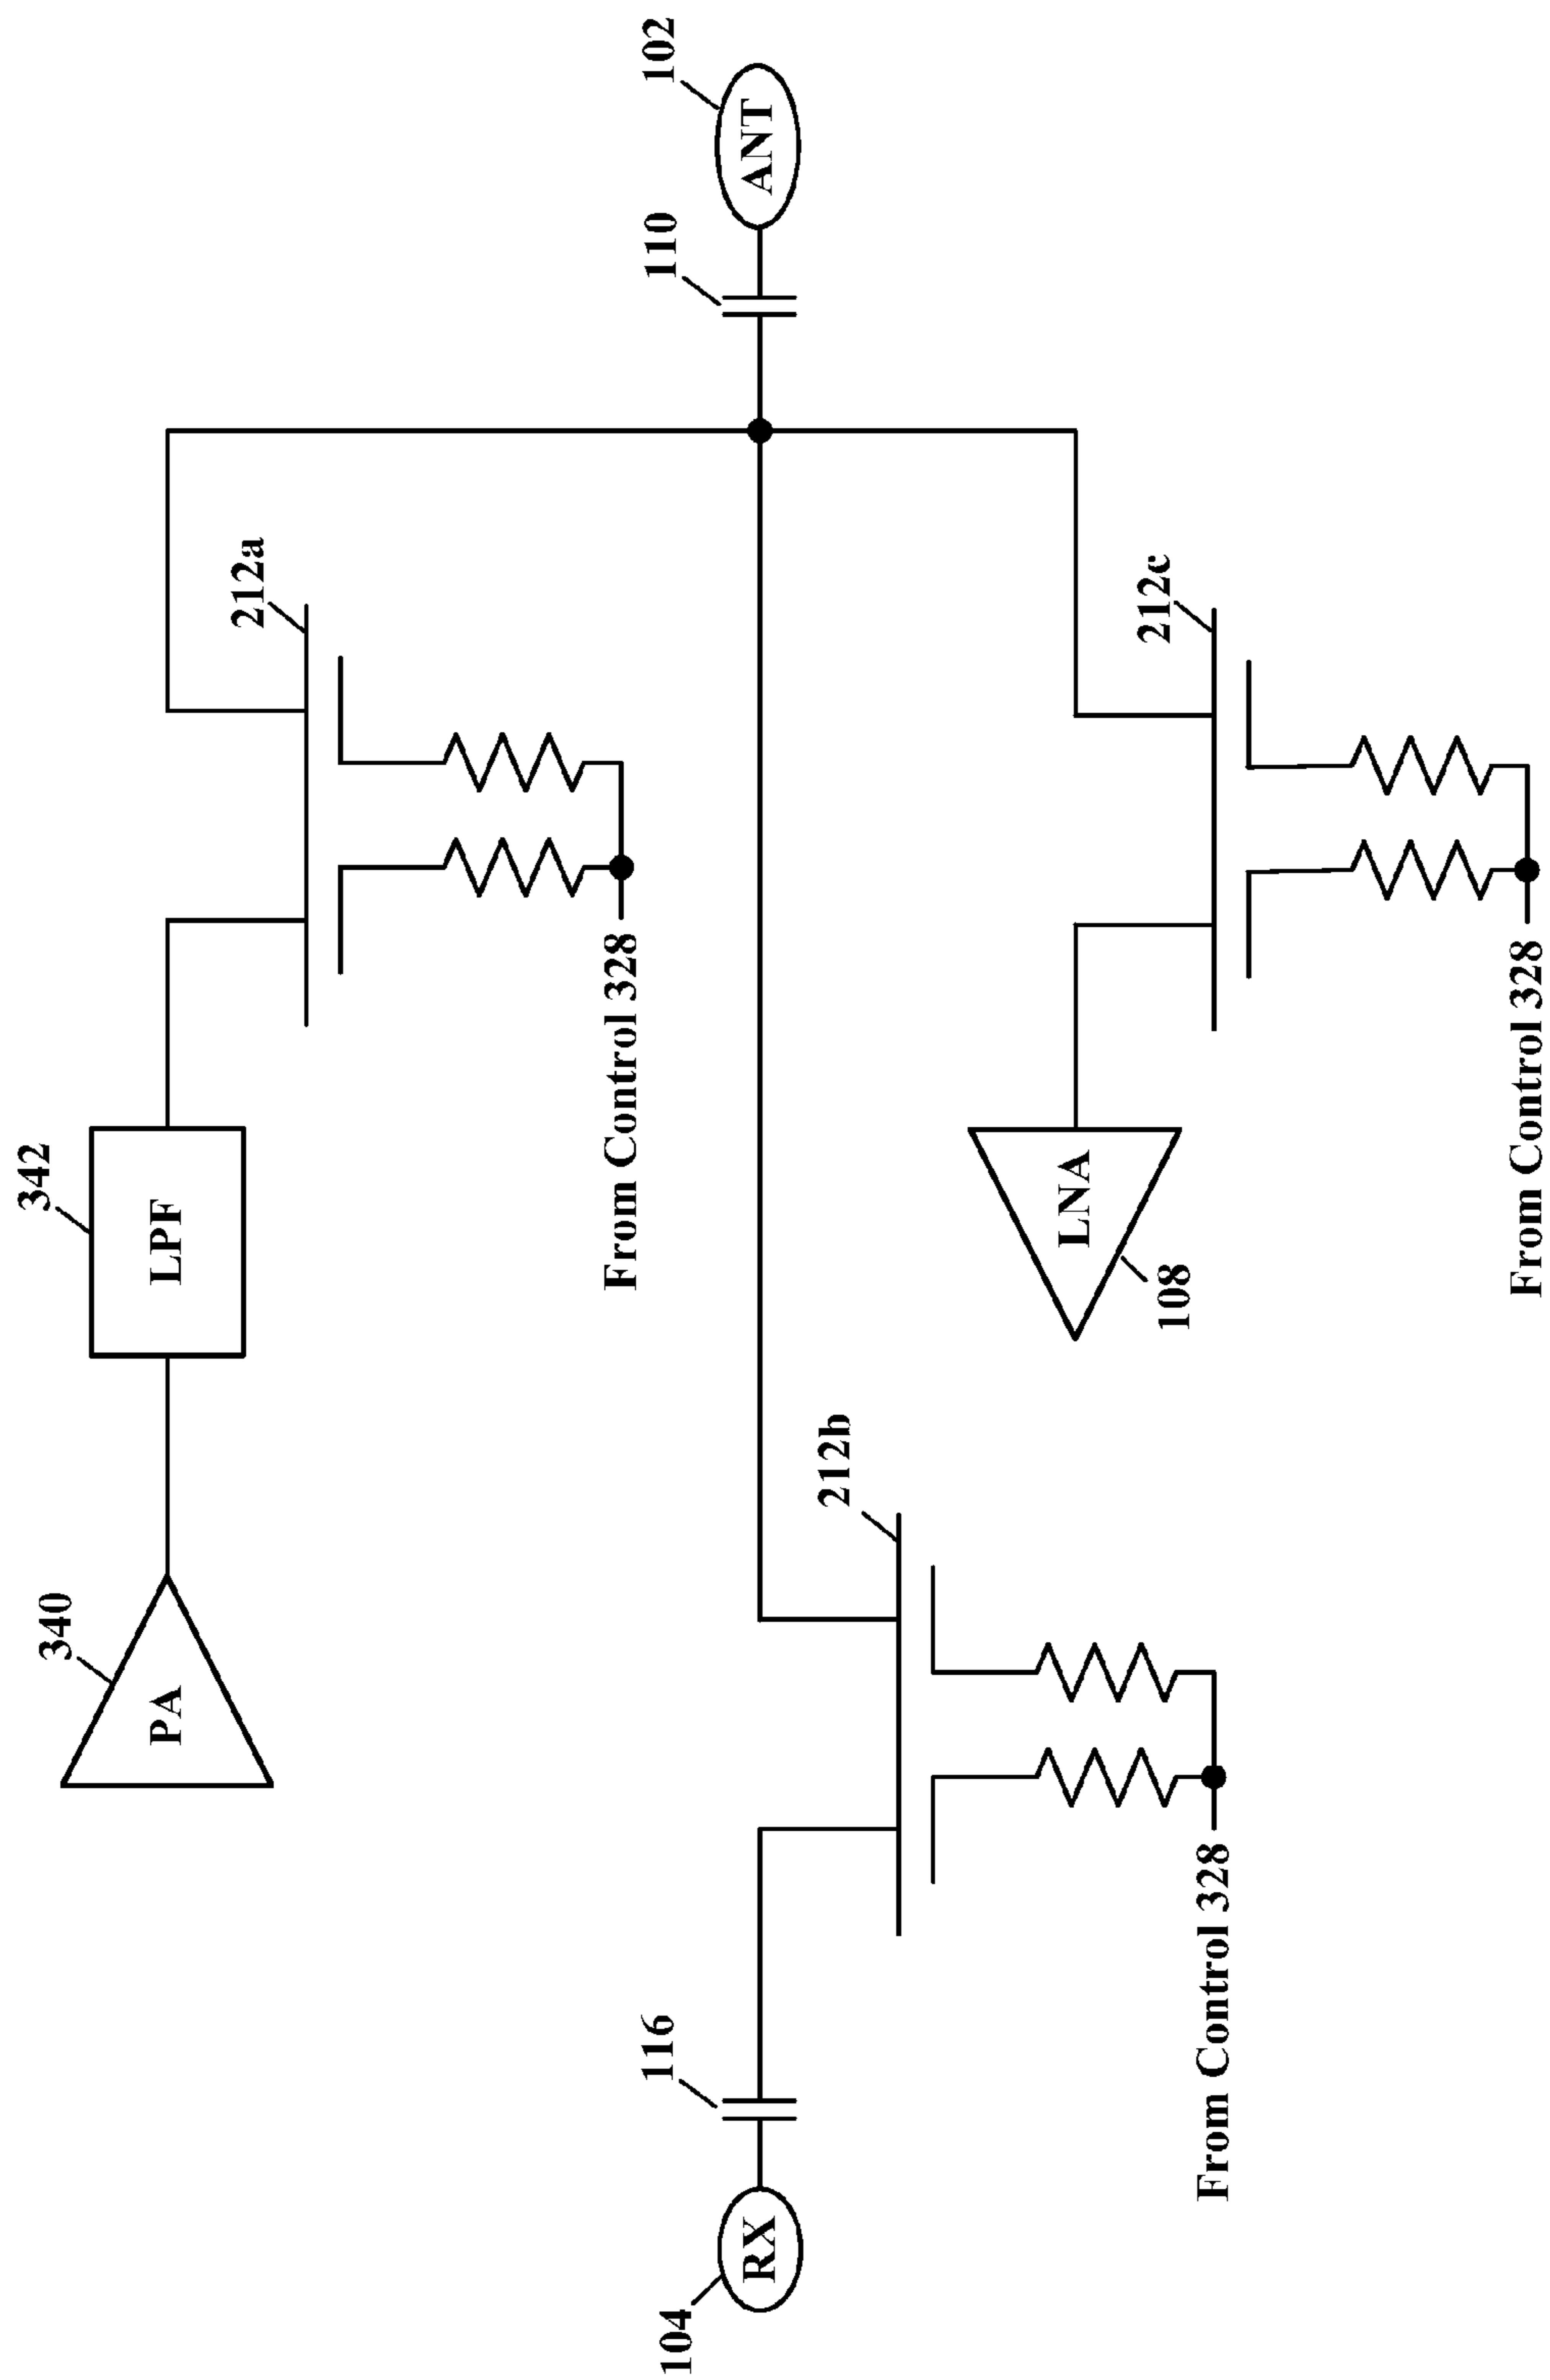 340
PA
342
LPF
212a
From Control 328
104
RX
116
212b
From Control 328
110
102
ANT
108
LNA
212c
From Control 328